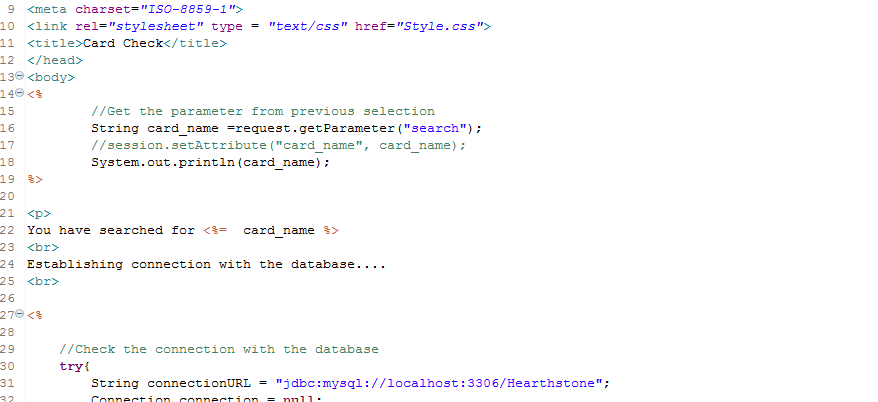 9 <meta charset="ISO-8859-1">
10 <link rel="stylesheet" type = "text/css" href="Style.css">
11 <title>Card Check</title>
12 </head>
13 <body>
14 <%
15 //Get the parameter from previous selection
16 String card_name =request.getParameter("search");
17 //session.setAttribute("card_name", card_name);
18 System.out.println(card_name);
19 %>
20
21 <p>
22 You have searched for <%=  card_name %>
23 <br>
24 Establishing connection with the database....
25 <br>
26
27 <%
28
29 //Check the connection with the database
30 try{
31 String connectionURL = "jdbc:mysql://localhost:3306/Hearthstone";
32 Connection connection = null;